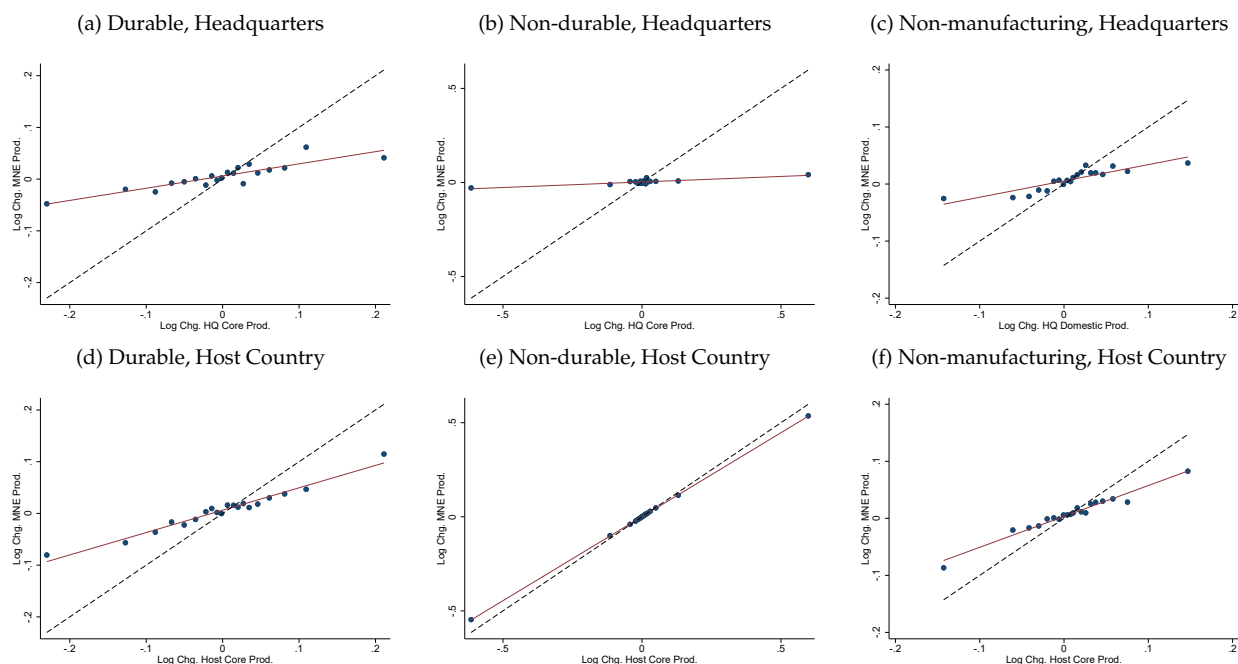 (a) Durable, Headquarters
(b) Non-durable, Headquarters
(c) Non-manufacturing, Headquarters
Log Chg. MNE Prod.
.2
.1
0
-.1
-.2
-.2
-.1
0
.1
.2
Log Chg. HQ Core Prod.
Log Chg. MNE Prod.
.5
0
-.5
-.5
0
.5
Log Chg. HQ Core Prod.
Log Chg. MNE Prod.
.2
.1
0
-.1
-.2
-.2
-.1
0
.1
.2
Log Chg. HQ Domestic Prod.
(d) Durable, Host Country
(e) Non-durable, Host Country
(f) Non-manufacturing, Host Country
Log Chg. MNE Prod.
.2
.1
0
-.1
-.2
-.2
-.1
0
.1
.2
Log Chg. Host Core Prod.
Log Chg. MNE Prod.
.5
0
-.5
-.5
0
.5
Log Chg. Host Core Prod.
Log Chg. MNE Prod.
.2
.1
0
-.1
-.2
-.2
-.1
0
.1
.2
Log Chg. Host Core Prod.